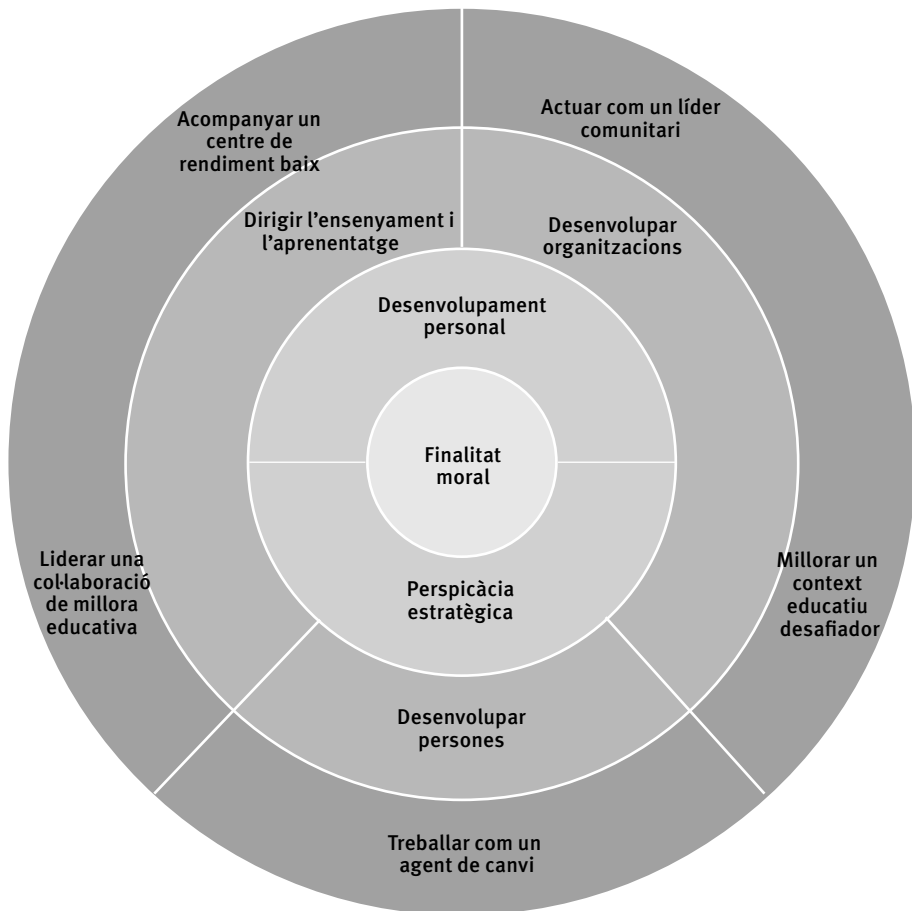 Acompanyar un
centre de
rendiment baix
Actuar com un líder
comunitari
Dirigir l’ensenyament i
l’aprenentatge
Desenvolupar
organitzacions
Desenvolupament
personal
Finalitat
moral
Liderar una
col·laboració
de millora
educativa
Perspicàcia
estratègica
Millorar un
context
educatiu
desafiador
Desenvolupar
persones
Treballar com un
agent de canvi